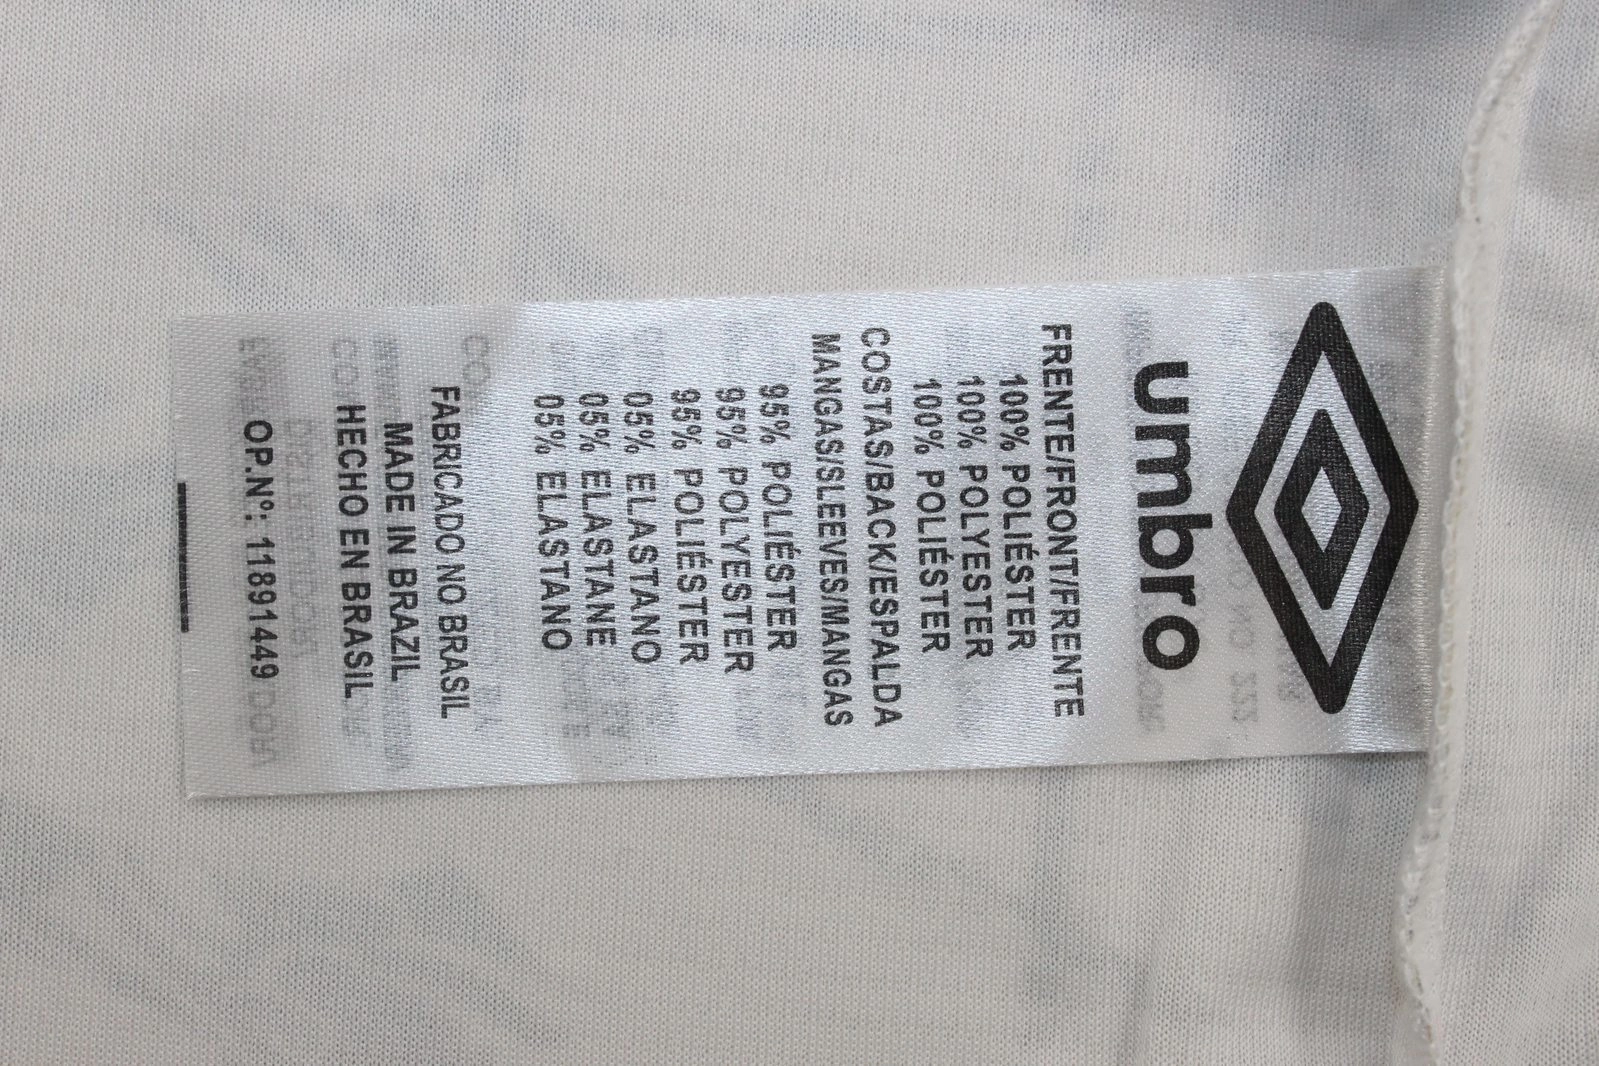 umbro
FRENTE/FRONT/FRENTE
100% POLIÉSTER
100% POLYESTER
100% POLIÉSTER
COSTAS/BACK/ESPALDA
MANGAS/SLEEVES/MANGAS
95% POLIÉSTER
95% POLYESTER
95% POLIÉSTER
05% ELASTANO
05% ELASTANE
05% ELASTANO
FABRICADO NO BRASIL
MADE IN BRAZIL
HECHO EN BRASIL
OP.Nº: 11891449